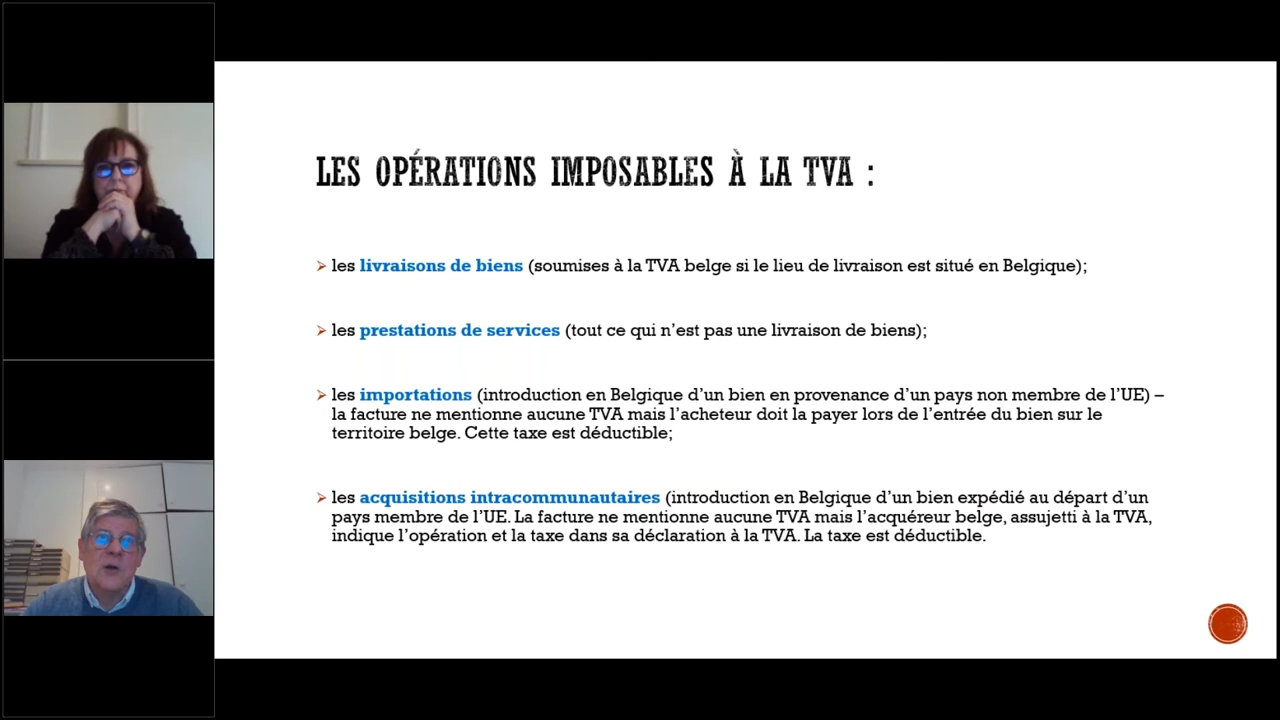 LES OPÉRATIONS IMPOSABLES À LA TVA :
➢ les livraisons de biens (soumises à la TVA belge si le lieu de livraison est situé en Belgique);
➢ les prestations de services (tout ce qui n’est pas une livraison de biens);
➢ les importations (introduction en Belgique d’un bien en provenance d’un pays non membre de l’UE) –
la facture ne mentionne aucune TVA mais l’acheteur doit la payer lors de l’entrée du bien sur le
territoire belge. Cette taxe est déductible;
➢ les acquisitions intracommunautaires (introduction en Belgique d’un bien expédié au départ d’un
pays membre de l’UE. La facture ne mentionne aucune TVA mais l’acquéreur belge, assujetti à la TVA,
indique l’opération et la taxe dans sa déclaration à la TVA. La taxe est déductible.